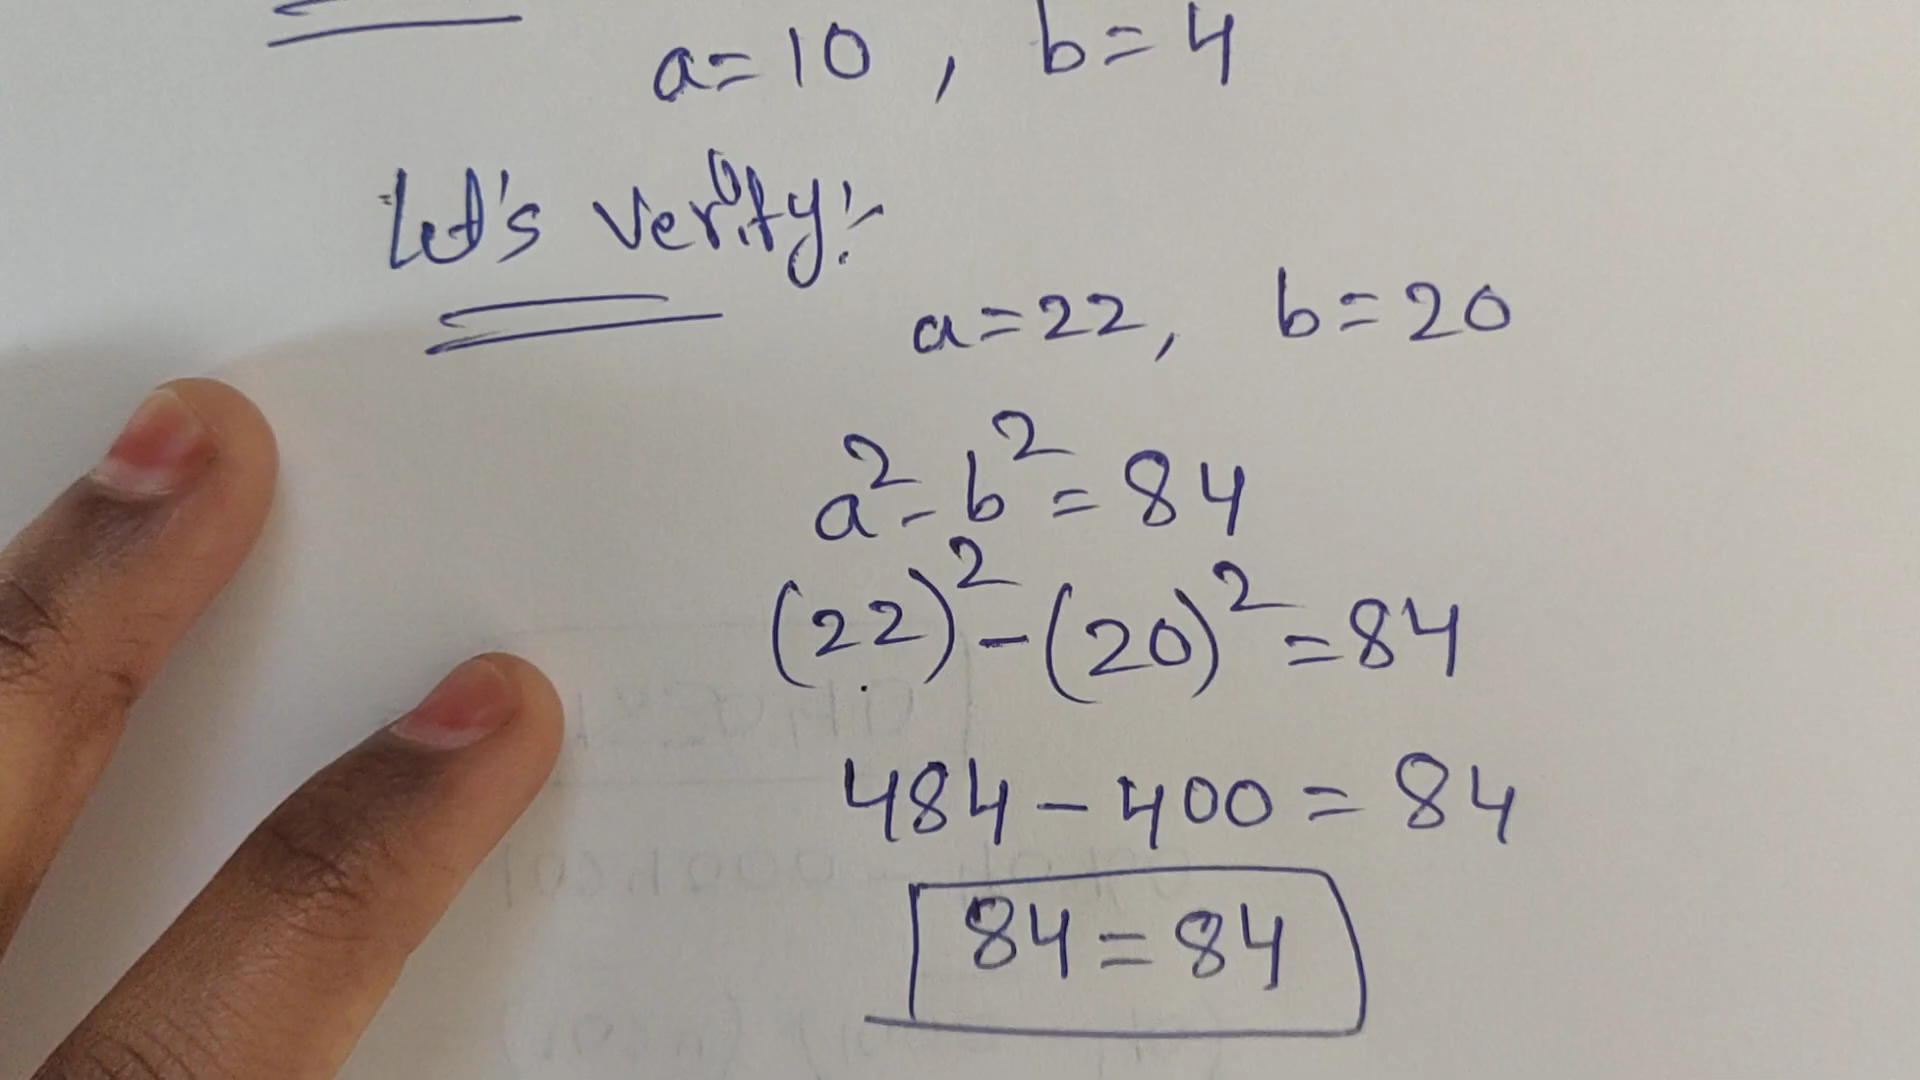 a=10 , b=4
Let's verify:-
a=22, b=20
a²-b²=84
(22)²-(20)²=84
484-400=84
84=84